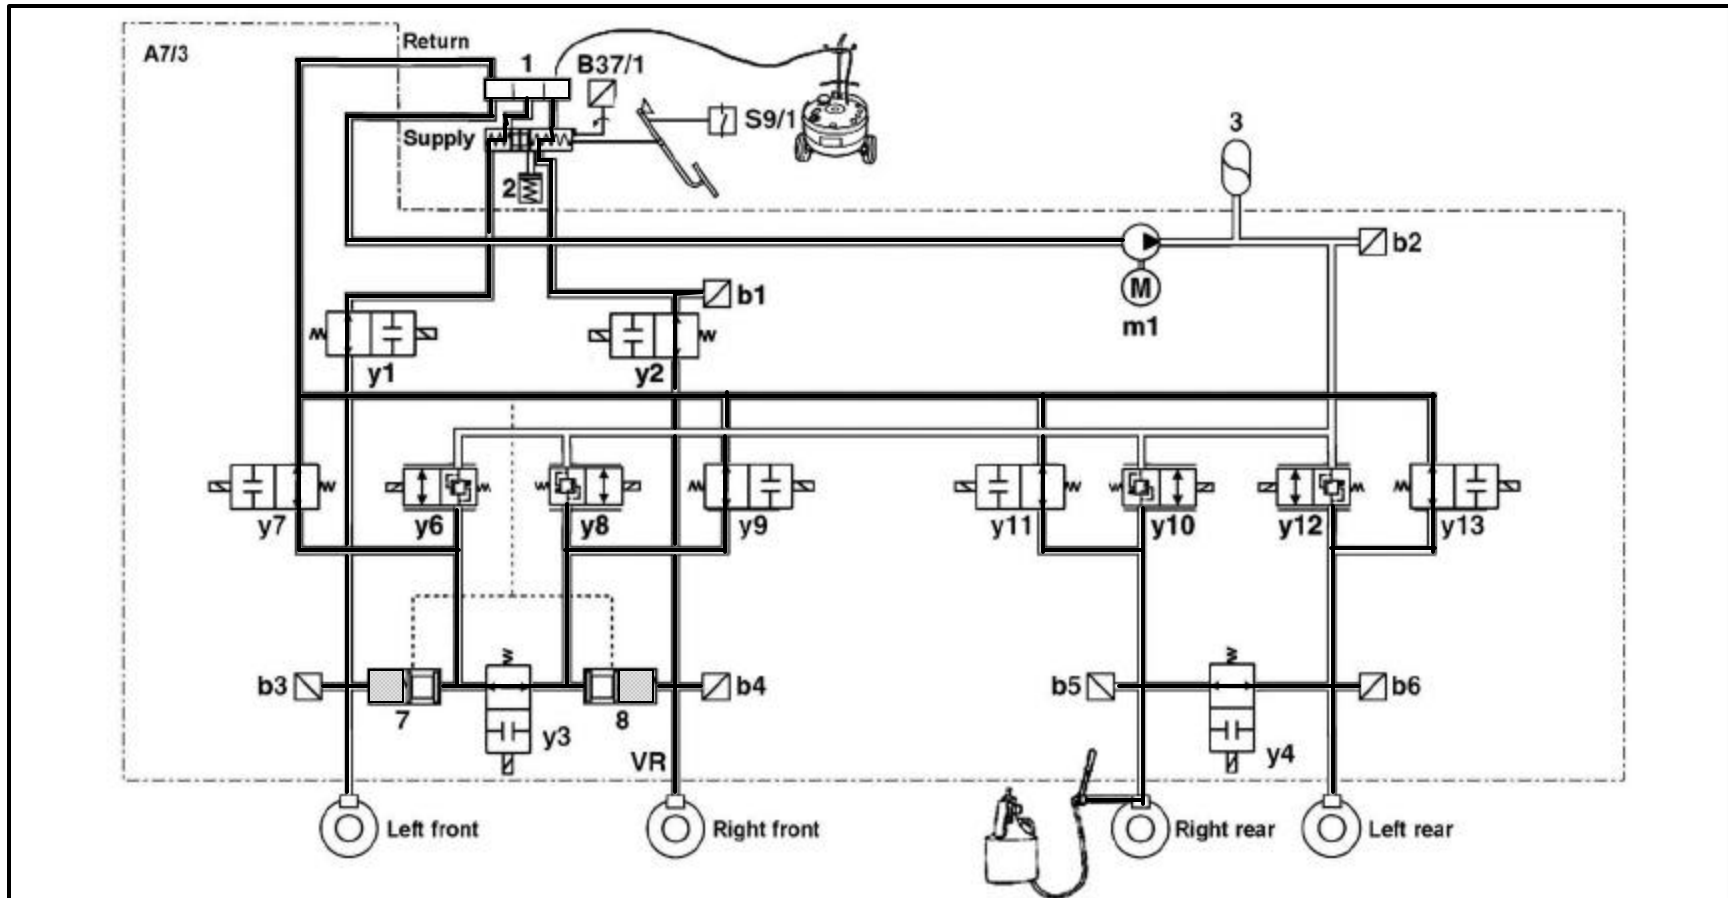 A7/3
Return
1
B37/1
S9/1
Supply
2
3
b2
b1
M
m1
y1
y2
y7
y6
y8
y9
y11
y10
y12
y13
b3
7
y3
8
b4
b5
b6
y4
VR
Left front
Right front
Right rear
Left rear